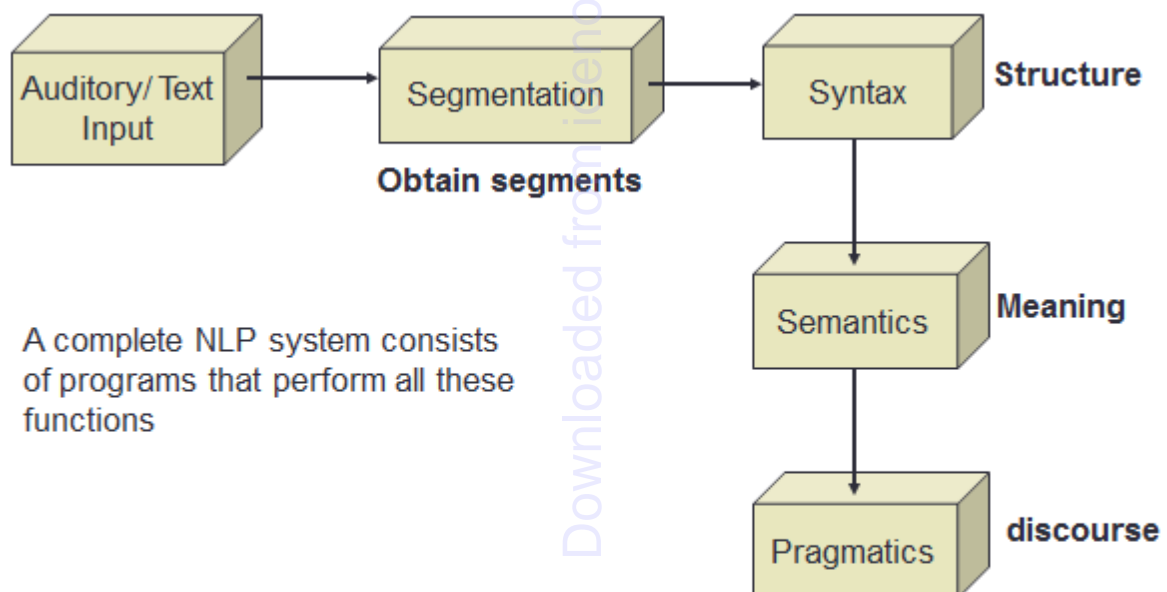 Auditory/ Text
Input
Segmentation
Syntax
Structure
Obtain segments
Semantics
Meaning
A complete NLP system consists
of programs that perform all these
functions
Pragmatics
discourse
Downloaded from